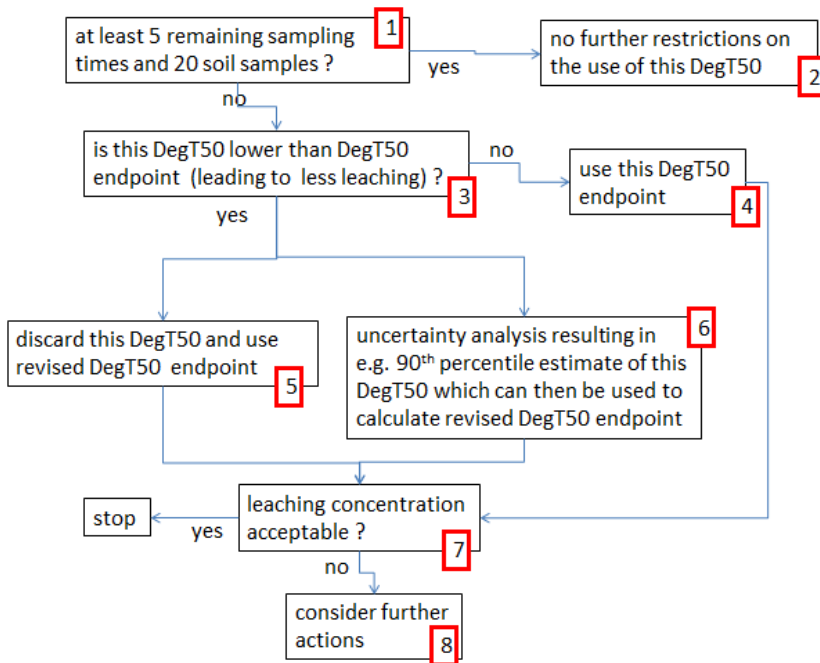 at least 5 remaining sampling
times and 20 soil samples ?
1
yes
no further restrictions on
the use of this DegT50
2
no
is this DegT50 lower than DegT50
endpoint (leading to less leaching) ?
3
no
use this DegT50
endpoint
4
yes
discard this DegT50 and use
revised DegT50 endpoint
5
uncertainty analysis resulting in
e.g. 90th percentile estimate of this
DegT50 which can then be used to
calculate revised DegT50 endpoint
6
leaching concentration
acceptable ?
7
yes
stop
no
consider further
actions
8